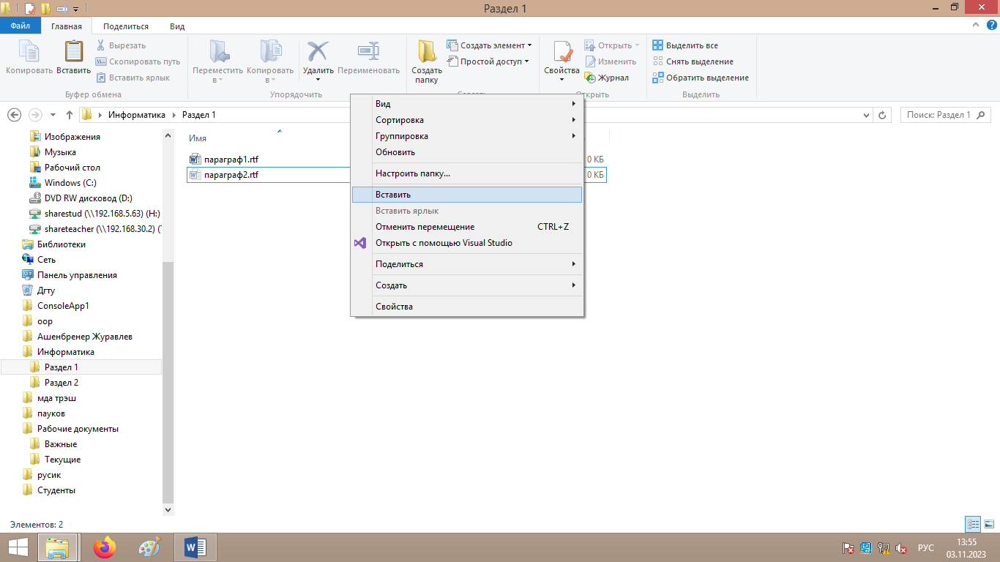 Раздел 1
Файл
Главная
Поделиться
Вид
Копировать
Вставить
Вырезать
Скопировать путь
Вставить ярлык
Буфер обмена
Переместить в
Копировать в
Удалить
Переименовать
Упорядочить
Создать папку
Создать элемент
Простой доступ
Свойства
Открыть
Изменить
Журнал
Открыть
Выделить все
Снять выделение
Обратить выделение
Выделить
Информатика
Раздел 1
Поиск: Раздел 1
Изображения
Музыка
Рабочий стол
Windows (C:)
DVD RW дисковод (D:)
sharestud (\\192.168.5.63) (H:)
shareteacher (\\192.168.30.2) (
Библиотеки
Сеть
Панель управления
Дгту
ConsoleApp1
оор
Ашенбренер Журавлев
Информатика
Раздел 1
Раздел 2
мда трэш
пауков
Рабочие документы
Важные
Текущие
русик
Студенты
Имя
параграф1.rtf
0 КБ
параграф2.rtf
0 КБ
Вид
Сортировка
Группировка
Обновить
Настроить папку...
Вставить
Вставить ярлык
Отменить перемещение CTRL+Z
Открыть с помощью Visual Studio
Поделиться
Создать
Свойства
Элементов: 2
РУС
13:55
03.11.2023